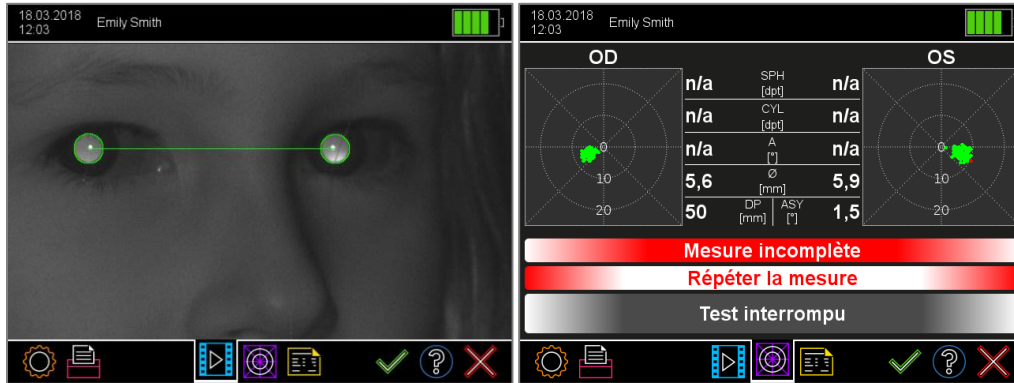 18.03.2018
12:03
Emily Smith
18.03.2018
12:03
Emily Smith
OD
OS
n/a SPH [dpt] n/a
n/a CYL [dpt] n/a
n/a A [°] n/a
5,6 Ø [mm] 5,9
50 DP [mm] ASY [°] 1,5
0
10
20
0
10
20
Mesure incomplète
Répéter la mesure
Test interrompu
?
?